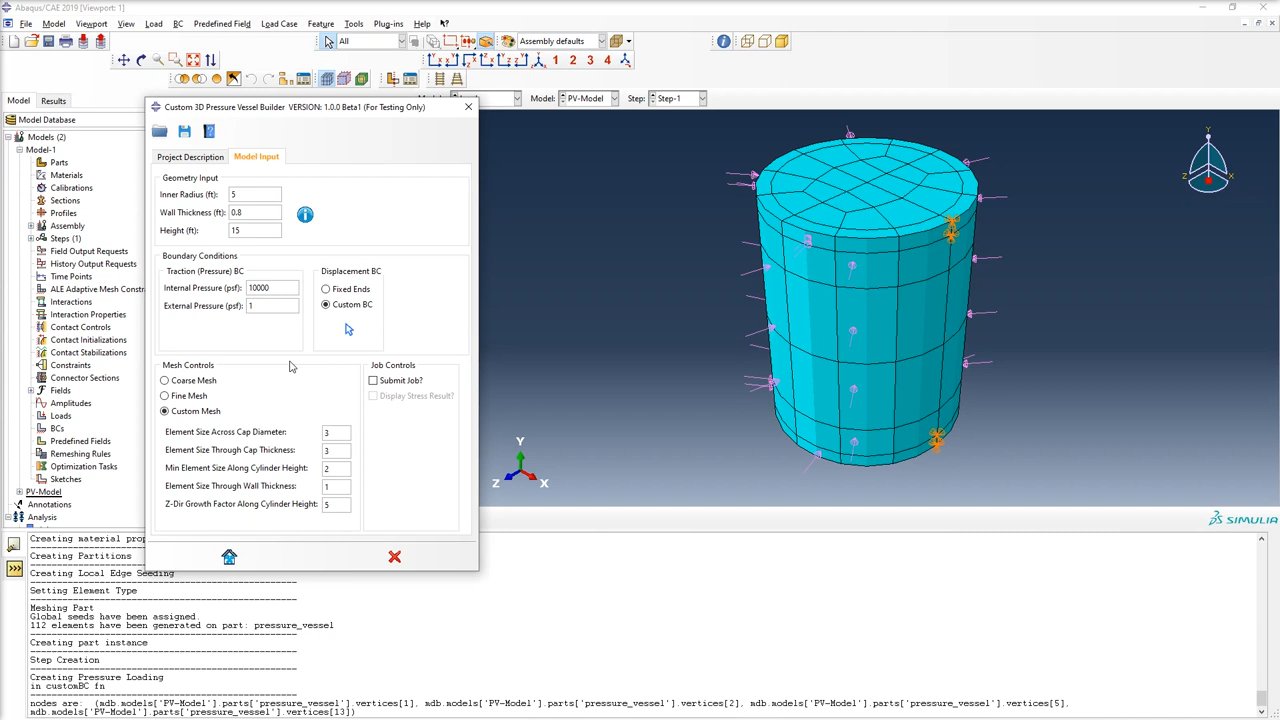 Abaqus/CAE 2019 [Viewport: 1]
File Model Viewport View Load BC Predefined Field Load Case Feature Tools Plug-ins Help
All Assembly defaults
1 2 3 4
Model Results
Model: PV-Model Step: Step-1
Model Database
Models (2)
Model-1
Parts
Materials
Calibrations
Sections
Profiles
Assembly
Steps (1)
Field Output Requests
History Output Requests
Time Points
ALE Adaptive Mesh Constr
Interactions
Interaction Properties
Contact Controls
Contact Initializations
Contact Stabilizations
Constraints
Connector Sections
Fields
Amplitudes
Loads
BCs
Predefined Fields
Remeshing Rules
Optimization Tasks
Sketches
PV-Model
Annotations
Analysis
Custom 3D Pressure Vessel Builder VERSION: 1.0.0 Beta1 (For Testing Only)
Project Description Model Input
Geometry Input
Inner Radius (ft): 5
Wall Thickness (ft): 0.8
Height (ft): 15
Boundary Conditions
Traction (Pressure) BC
Internal Pressure (psf): 10000
External Pressure (psf): 1
Displacement BC
Fixed Ends
Custom BC
Mesh Controls
Coarse Mesh
Fine Mesh
Custom Mesh
Element Size Across Cap Diameter: 3
Element Size Through Cap Thickness: 3
Min Element Size Along Cylinder Height: 2
Element Size Through Wall Thickness: 1
Z-Dir Growth Factor Along Cylinder Height: 5
Job Controls
Submit Job?
Display Stress Result?
Y
Z X
Y
Z X
SIMULIA
Creating material prop
Creating Partitions
Creating Local Edge Seeding
Setting Element Type
Meshing Part
Global seeds have been assigned.
112 elements have been generated on part: pressure_vessel
Creating part instance
Step Creation
Creating Pressure Loading
in customBC fn
nodes are: (mdb.models['PV-Model'].parts['pressure_vessel'].vertices[1], mdb.models['PV-Model'].parts['pressure_vessel'].vertices[2], mdb.models['PV-Model'].parts['pressure_vessel'].vertices[5],
mdb.models['PV-Model'].parts['pressure_vessel'].vertices[13])